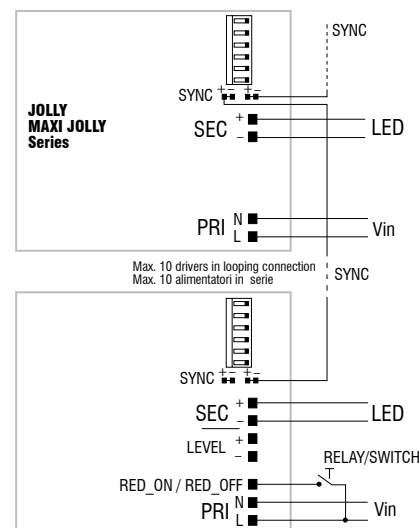 SYNC
+ - + -
SYNC
JOLLY
MAXI JOLLY
Series
SEC + -
LED
PRI N L
Vin
Max. 10 drivers in looping connection
Max. 10 alimentatori in serie
SYNC
+ - + -
SYNC
SEC + -
LED
LEVEL + -
RELAY/SWITCH
RED_ON / RED_OFF
PRI N L
Vin